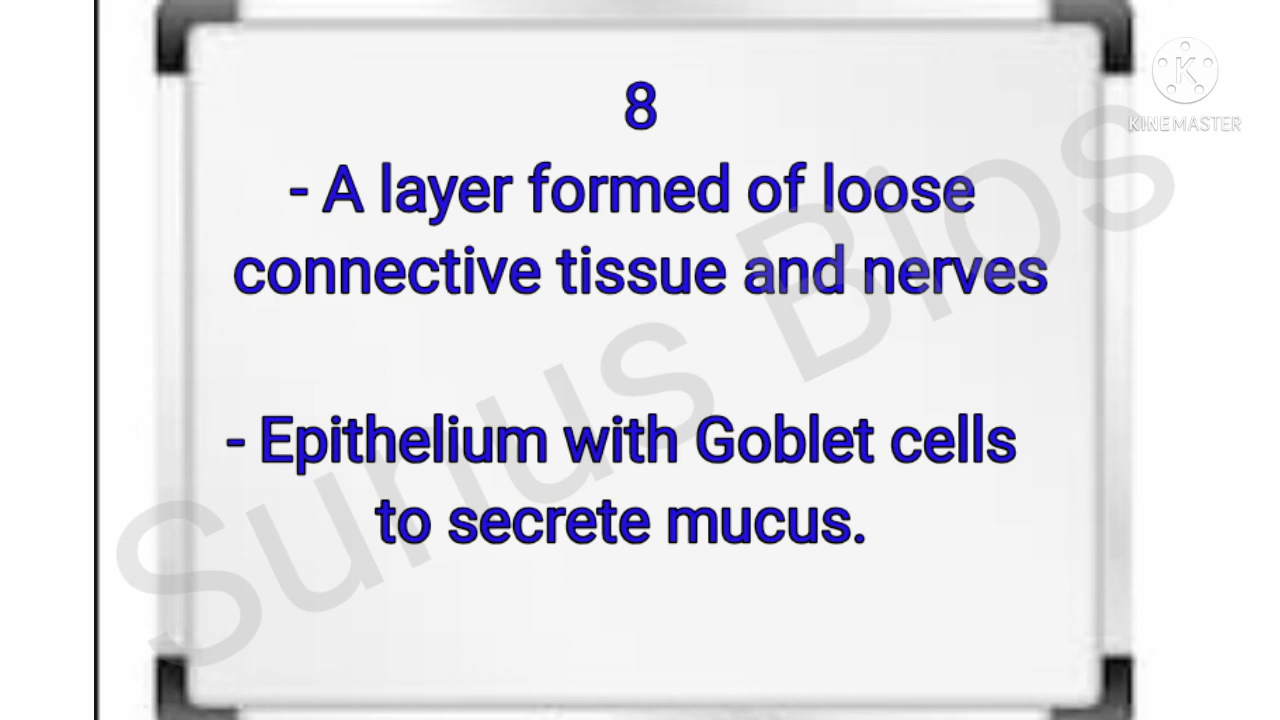 KINEMASTER
8
- A layer formed of loose
connective tissue and nerves
- Epithelium with Goblet cells
to secrete mucus.
Sunus Bios